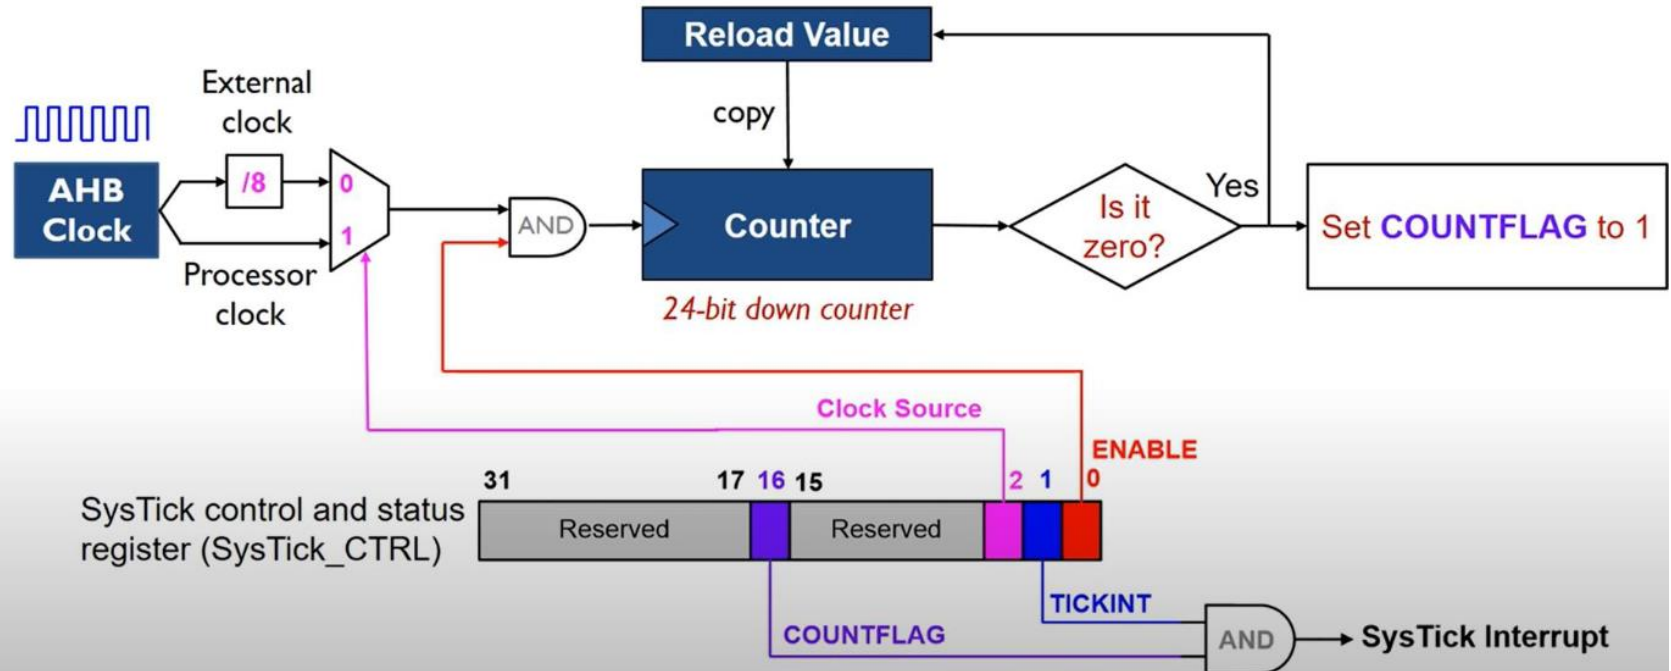 Reload Value
External
clock
copy
AHB
Clock
/8
0
1
Processor
clock
AND
Counter
24-bit down counter
Is it
zero?
Yes
Set COUNTFLAG to 1
Clock Source
ENABLE
31
17
16
15
2
1
0
SysTick control and status
register (SysTick_CTRL)
Reserved
Reserved
TICKINT
COUNTFLAG
AND
SysTick Interrupt